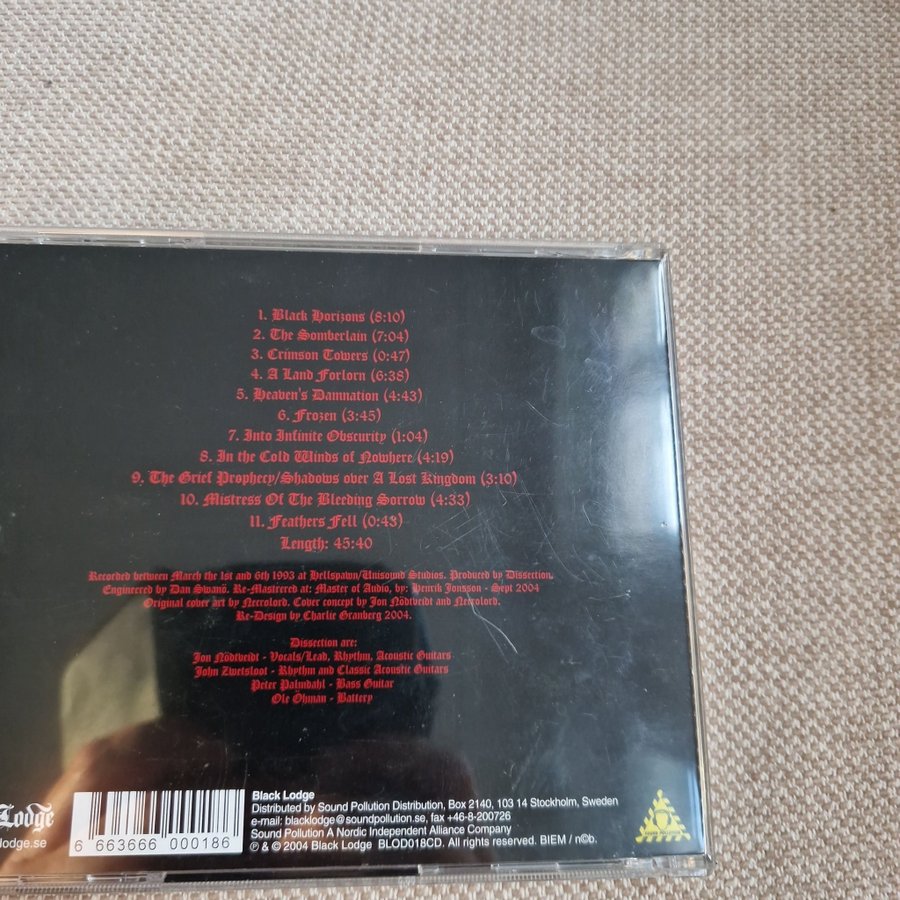 1. Black Horizons (8:10)
2. The Somberlain (7:04)
3. Crimson Towers (0:47)
4. A Land Forlorn (6:38)
5. Heaven's Damnation (4:43)
6. Frozen (3:45)
7. Into Infinite Obscurity (1:04)
8. In the Cold Winds of Nowhere (4:19)
9. The Grief Prophecy/Shadows over A Lost Kingdom (3:10)
10. Mistress Of The Bleeding Sorrow (4:33)
11. Feathers Fell (0:43)
Length: 45:40
Recorded between March the 1st and 6th 1993 at Hellspawn/Unisound Studios. Produced by Dissection.
Engineered by Dan Swanö. Re-Mastrered at: Master of Audio, by: Henrik Jonsson - Sept 2004
Original cover art by Necrolord. Cover concept by Jon Nödtveidt and Necrolord.
Re-Design by Charlie Granberg 2004.
Dissection are:
Jon Nödtveidt - Vocals/Lead, Rhythm, Acoustic Guitars
John Zwetsloot - Rhythm and Classic Acoustic Guitars
Peter Palmdahl - Bass Guitar
Ole Öhman - Battery
Lodge
lodge.se
6 663666 000186
Black Lodge
Distributed by Sound Pollution Distribution, Box 2140, 103 14 Stockholm, Sweden
e-mail: blacklodge@soundpollution.se, fax +46-8-200726
Sound Pollution A Nordic Independent Alliance Company
℗ & © 2004 Black Lodge BLOD018CD. All rights reserved. BIEM / n©b.
SOUND POLLUTION